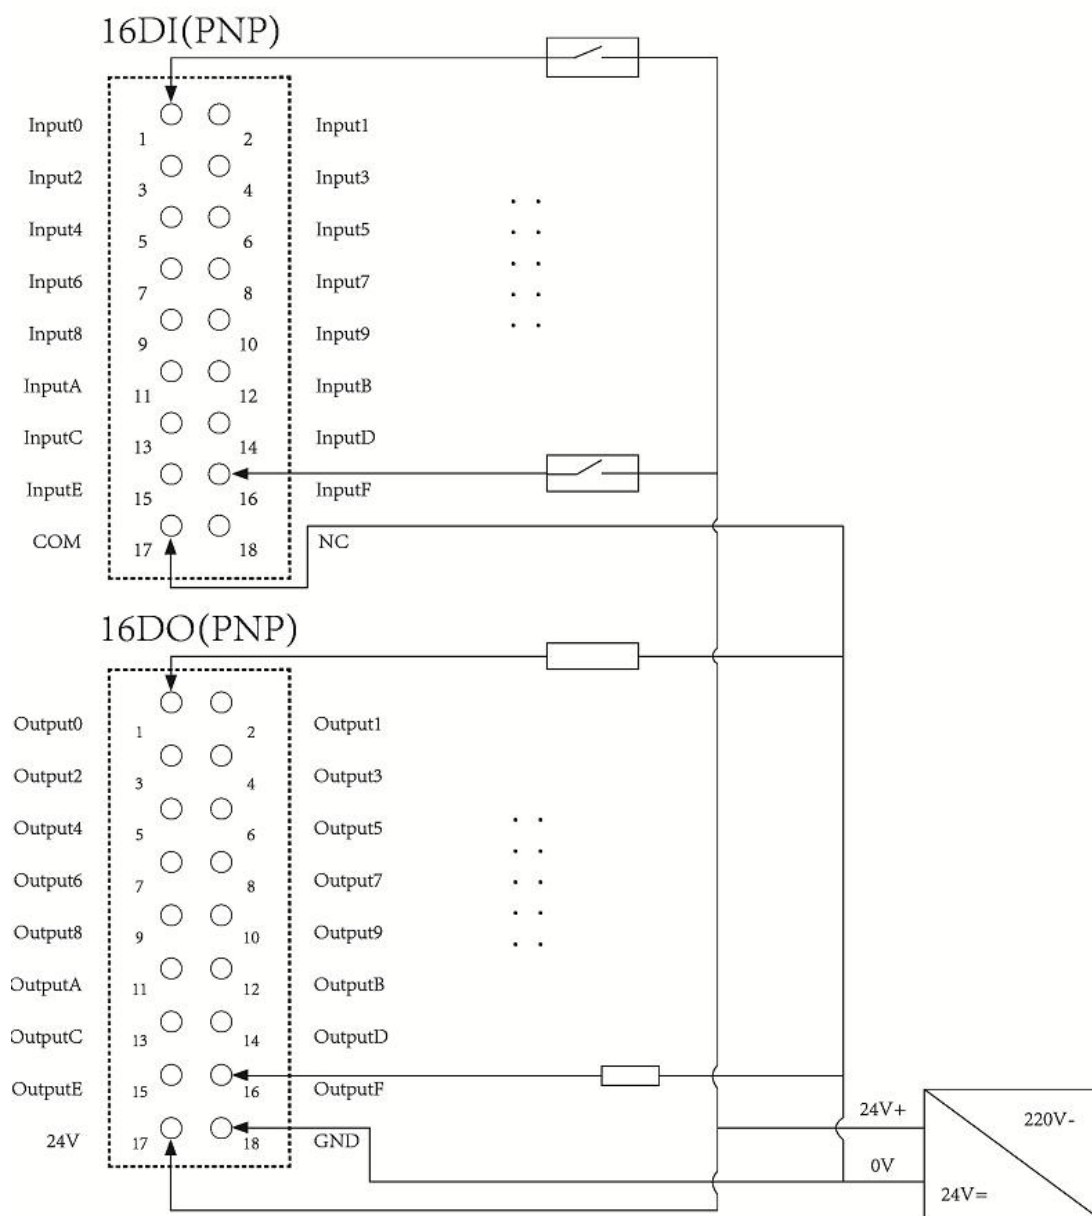 16DI(PNP)
Input0 1 2 Input1
Input2 3 4 Input3
Input4 5 6 Input5
Input6 7 8 Input7
Input8 9 10 Input9
InputA 11 12 InputB
InputC 13 14 InputD
InputE 15 16 InputF
COM 17 18 NC
16DO(PNP)
Output0 1 2 Output1
Output2 3 4 Output3
Output4 5 6 Output5
Output6 7 8 Output7
Output8 9 10 Output9
OutputA 11 12 OutputB
OutputC 13 14 OutputD
OutputE 15 16 OutputF
24V 17 18 GND
24V+
0V
220V-
24V=